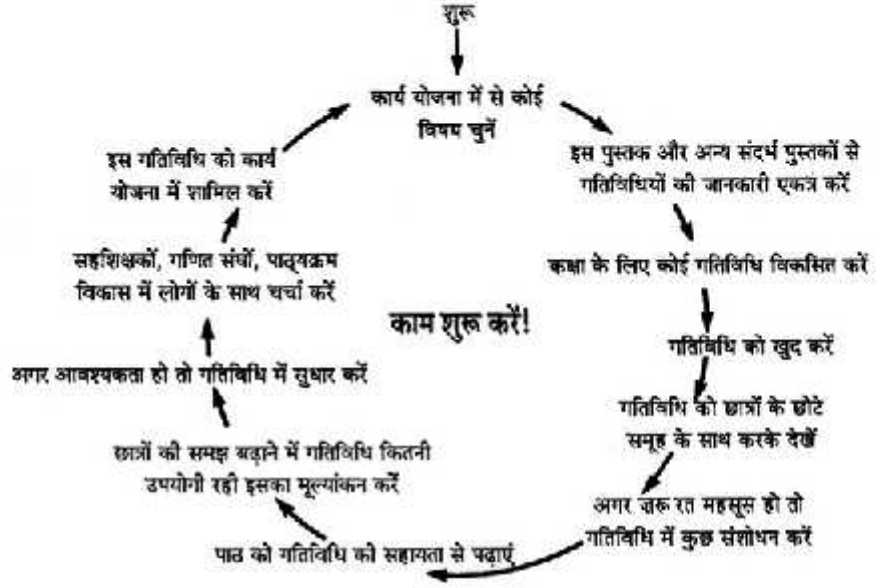 शुरू
कार्य योजना में से कोई
विषय चुनें
इस पुस्तक और अन्य संदर्भ पुस्तकों से
गतिविधियों की जानकारी एकत्र करें
कक्षा के लिए कोई गतिविधि विकसित करें
गतिविधि को खुद करें
गतिविधि को छात्रों के छोटे
समूह के साथ करके देखें
अगर ज़रूरत महसूस हो तो
गतिविधि में कुछ संशोधन करें
पाठ को गतिविधि की सहायता से पढ़ाएं
छात्रों की समझ बढ़ाने में गतिविधि कितनी
उपयोगी रही इसका मूल्यांकन करें
अगर आवश्यकता हो तो गतिविधि में सुधार करें
सहशिक्षकों, गणित संघों, पाठ्यक्रम
विकास में लोगों के साथ चर्चा करें
इस गतिविधि को कार्य
योजना में शामिल करें
काम शुरू करें!